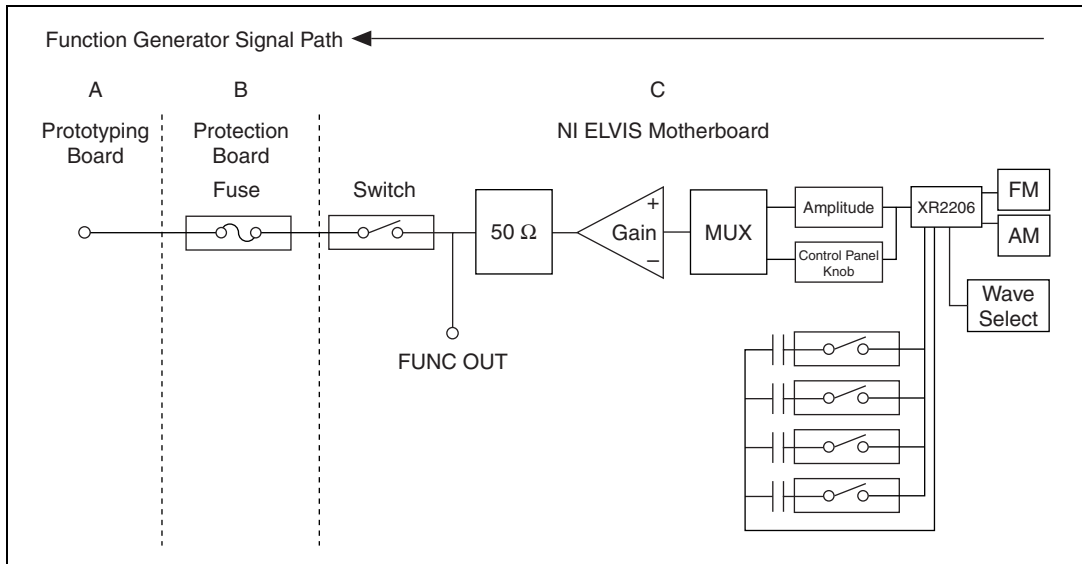 Function Generator Signal Path
A
B
C
Prototyping
Board
Protection
Board
NI ELVIS Motherboard
Fuse
Switch
50 Ω
+
Gain
−
MUX
Amplitude
Control Panel
Knob
XR2206
FM
AM
Wave
Select
FUNC OUT